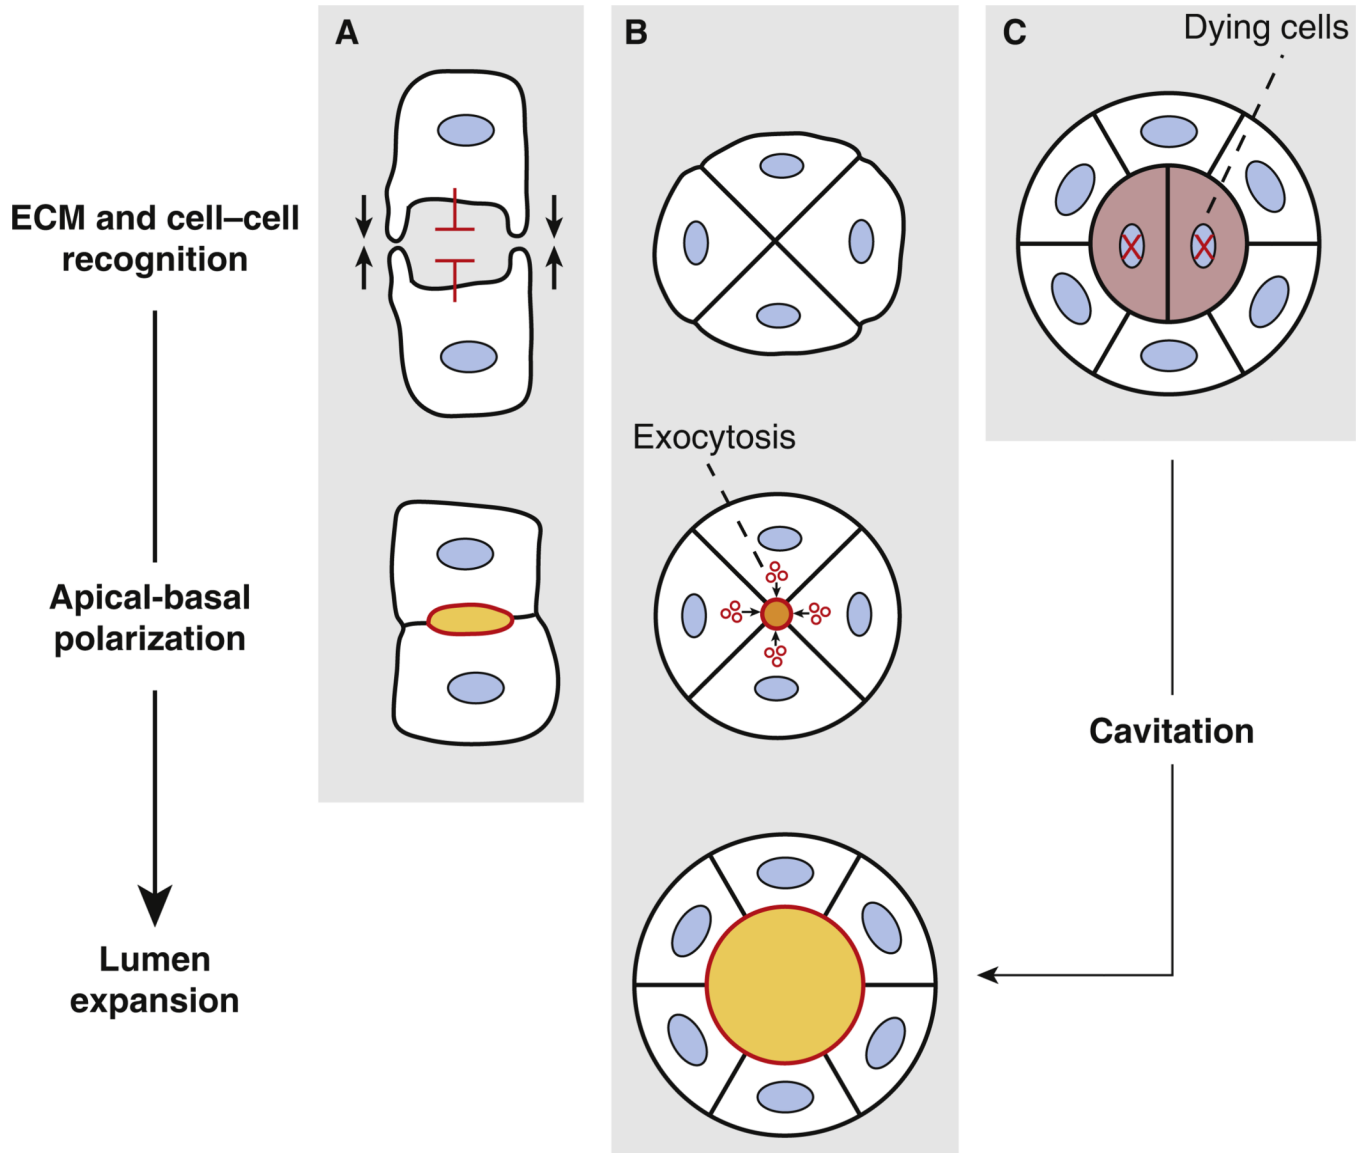 A
B
C
Dying cells
ECM and cell–cell
recognition
Exocytosis
Apical-basal
polarization
Cavitation
Lumen
expansion